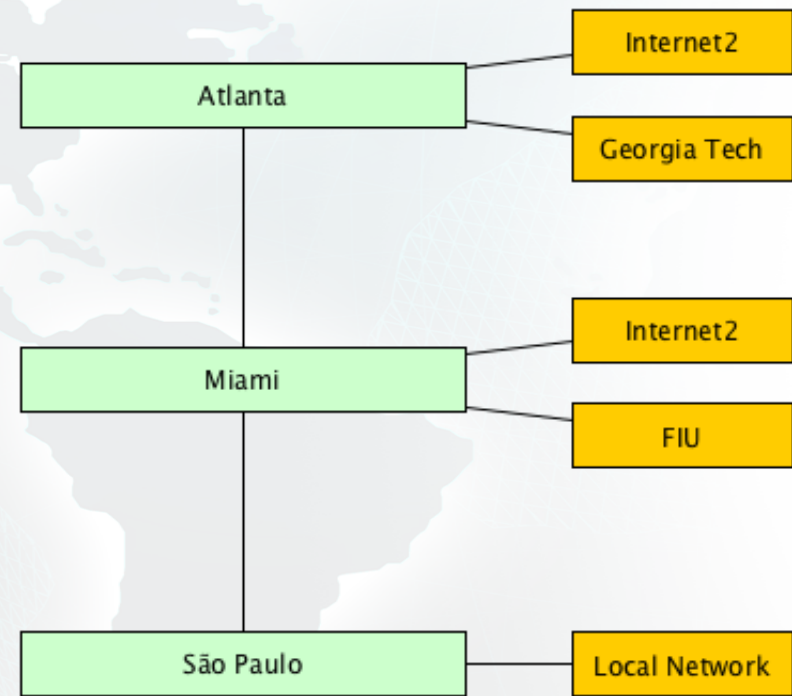 Internet2
Atlanta
Georgia Tech
Internet2
Miami
FIU
São Paulo
Local Network